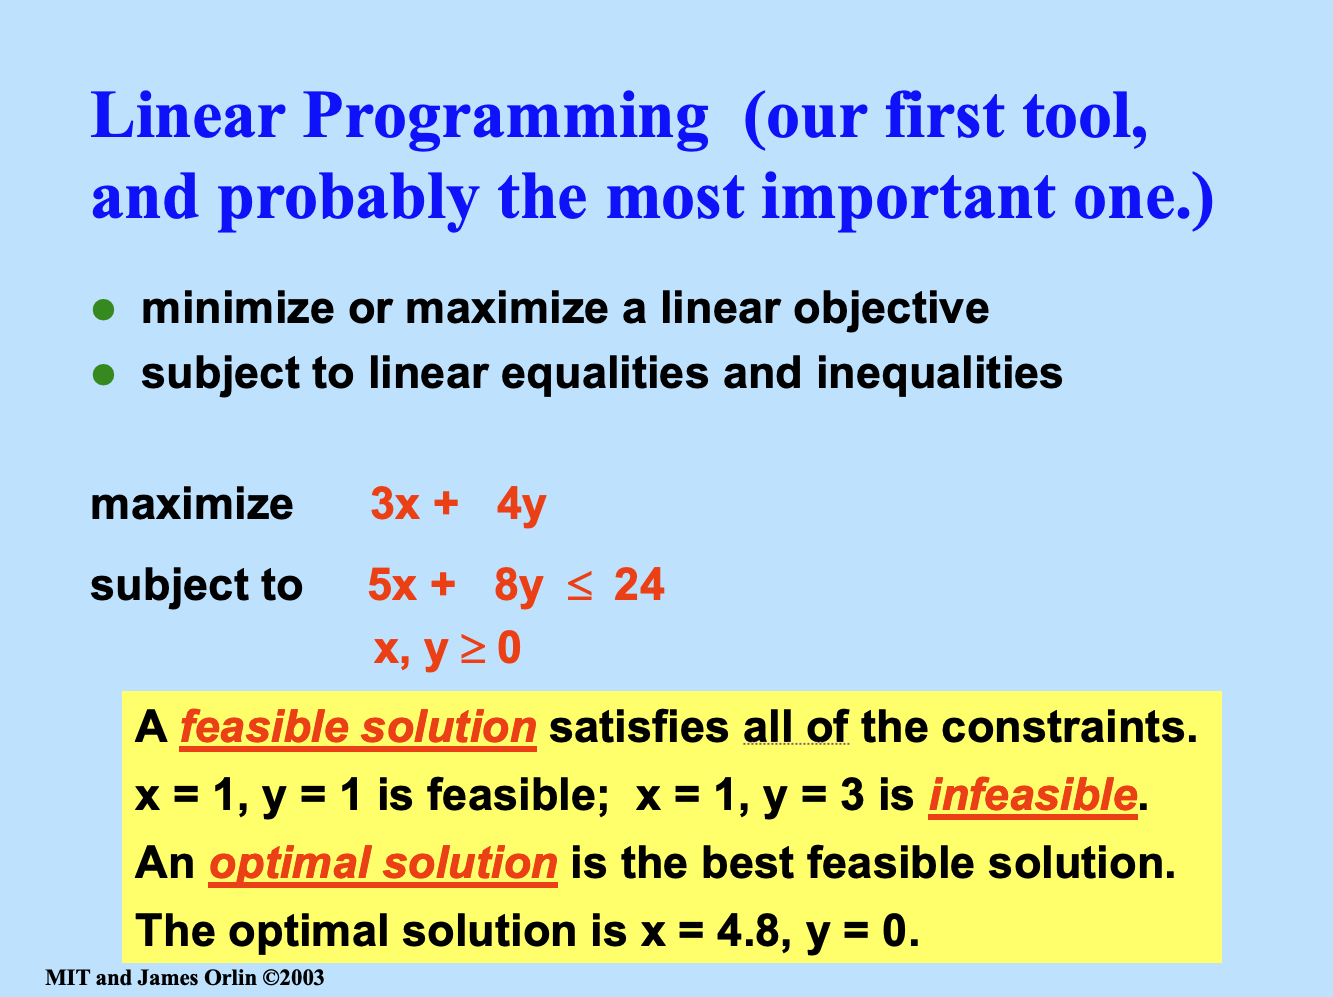 Linear Programming (our first tool,
and probably the most important one.)
● minimize or maximize a linear objective
● subject to linear equalities and inequalities
maximize 3x + 4y
subject to 5x + 8y ≤ 24
x, y ≥ 0
A feasible solution satisfies all of the constraints.
x = 1, y = 1 is feasible; x = 1, y = 3 is infeasible.
An optimal solution is the best feasible solution.
The optimal solution is x = 4.8, y = 0.
MIT and James Orlin ©2003